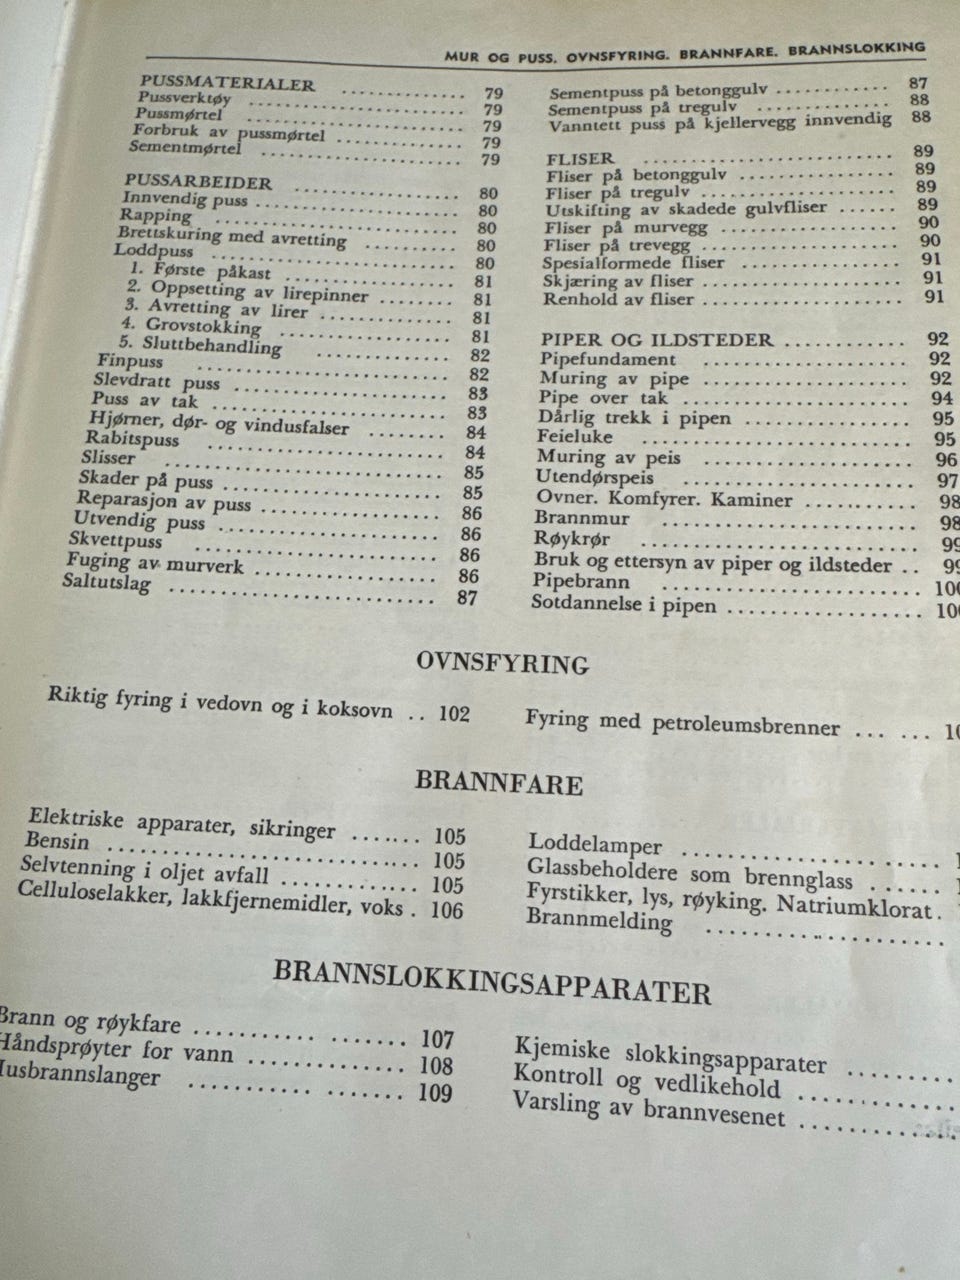 MUR OG PUSS. OVNSFYRING. BRANNFARE. BRANNSLOKKING
PUSSMATERIALER ............. 79
Pussverktøy .................... 79
Pussmørtel ..................... 79
Forbruk av pussmørtel ............ 79
Sementmørtel ................... 79
PUSSARBEIDER ................ 80
Innvendig puss .................. 80
Rapping ....................... 80
Brettskuring med avretting ......... 80
Loddpuss ...................... 80
1. Første påkast ................ 81
2. Oppsetting av lirepinner ....... 81
3. Avretting av lirer ............ 81
4. Grovstokking ................ 81
5. Sluttbehandling .............. 82
Finpuss ........................ 82
Slevdratt puss ................... 83
Puss av tak ..................... 83
Hjørner, dør- og vindusfalser ....... 84
Rabitspuss ...................... 84
Slisser ......................... 85
Skader på puss .................. 85
Reparasjon av puss ............... 86
Utvendig puss ................... 86
Skvettpuss ...................... 86
Fuging av murverk ............... 86
Saltutslag ....................... 87
Sementpuss på betonggulv ........... 87
Sementpuss på tregulv ............ 88
Vanntett puss på kjellervegg innvendig 88
FLISER ........................ 89
Fliser på betonggulv .............. 89
Fliser på tregulv ................. 89
Utskifting av skadede gulvfliser ...... 89
Fliser på murvegg ................ 90
Fliser på trevegg ................. 90
Spesialformede fliser .............. 91
Skjæring av fliser ................. 91
Renhold av fliser ................. 91
PIPER OG ILDSTEDER ........... 92
Pipefundament .................. 92
Muring av pipe .................. 92
Pipe over tak .................... 94
Dårlig trekk i pipen ............... 95
Feieluke ........................ 95
Muring av peis ................... 96
Utendørspeis .................... 97
Ovner. Komfyrer. Kaminer .......... 98
Brannmur ...................... 98
Røykrør ........................ 99
Bruk og ettersyn av piper og ildsteder .. 99
Pipebrann ...................... 100
Sotdannelse i pipen ................ 100
OVNSFYRING
Riktig fyring i vedovn og i koksovn .. 102
Fyring med petroleumsbrenner ... ... 10
BRANNFARE
Elektriske apparater, sikringer ....... 105
Bensin ......................... 105
Selvtenning i oljet avfall ............ 105
Celluloselakker, lakkfjernemidler, voks . 106
Loddelamper .....................
Glassbeholdere som brennglass ......
Fyrstikker, lys, røyking. Natriumklorat .
Brannmelding ...................
BRANNSLOKKINGSAPPARATER
Brann og røykfare ................. 107
Håndsprøyter for vann ............. 108
Husbrannslanger ................. 109
Kjemiske slokkingsapparater .........
Kontroll og vedlikehold .............
Varsling av brannvesenet .............